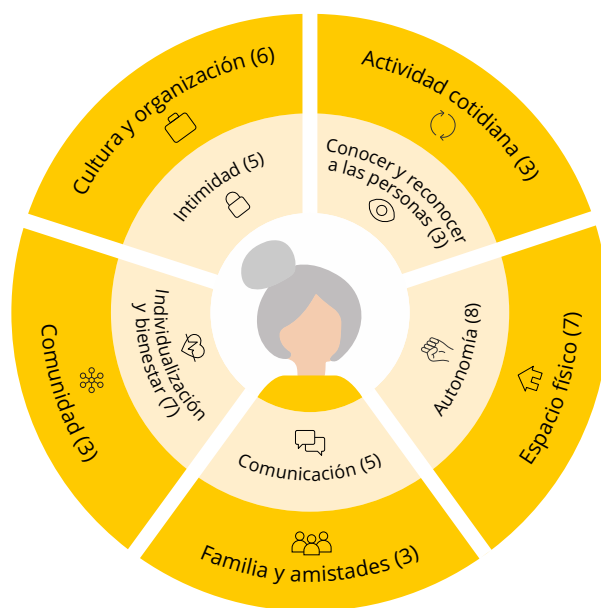 Cultura y organización (6)
Actividad cotidiana (3)
Intimidad (5)
Conocer y reconocer
a las personas (3)
Individualización
y bienestar (7)
Autonomía (8)
Comunidad (3)
Espacio físico (7)
Comunicación (5)
Familia y amistades (3)